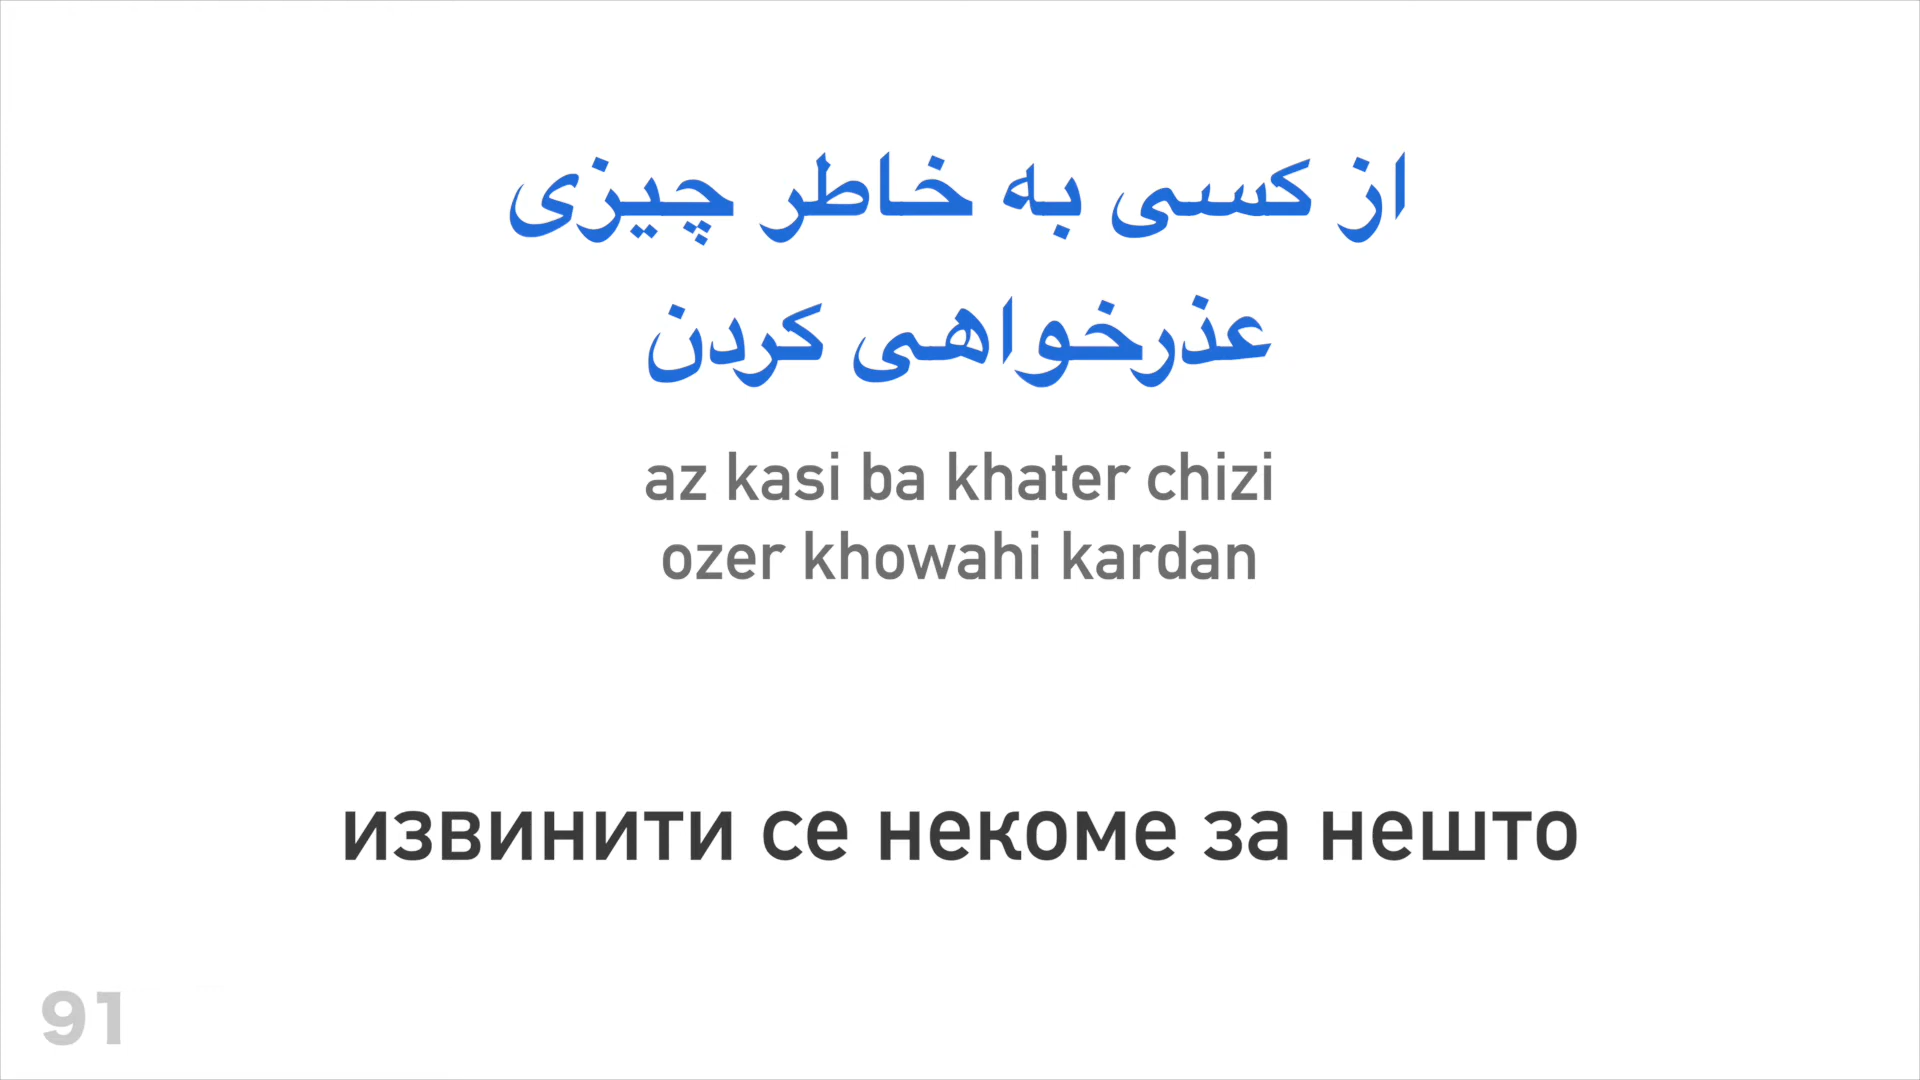 از کسی به خاطر چیزی
عذرخواهی کردن
az kasi ba khater chizi
ozer khowahi kardan
извинити се некоме за нешто
91